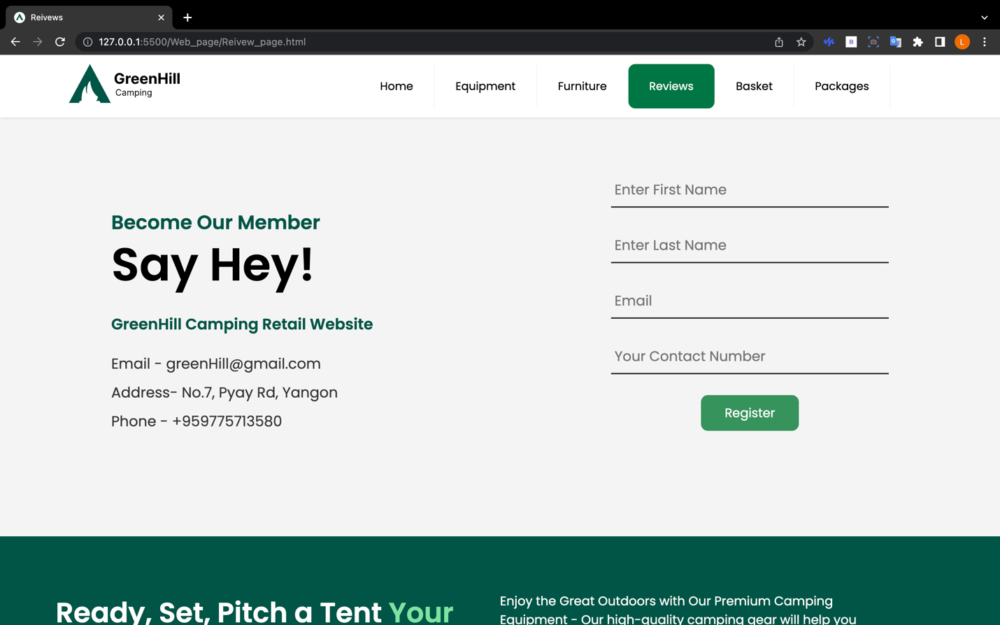 Reivews
127.0.0.1:5500/Web_page/Reivew_page.html
B
L
GreenHill
Camping
Home
Equipment
Furniture
Reviews
Basket
Packages
Become Our Member
Say Hey!
GreenHill Camping Retail Website
Email - greenHill@gmail.com
Address- No.7, Pyay Rd, Yangon
Phone - +959775713580
Enter First Name
Enter Last Name
Email
Your Contact Number
Register
Ready, Set, Pitch a Tent Your
Enjoy the Great Outdoors with Our Premium Camping
Equipment - Our high-quality camping gear will help you